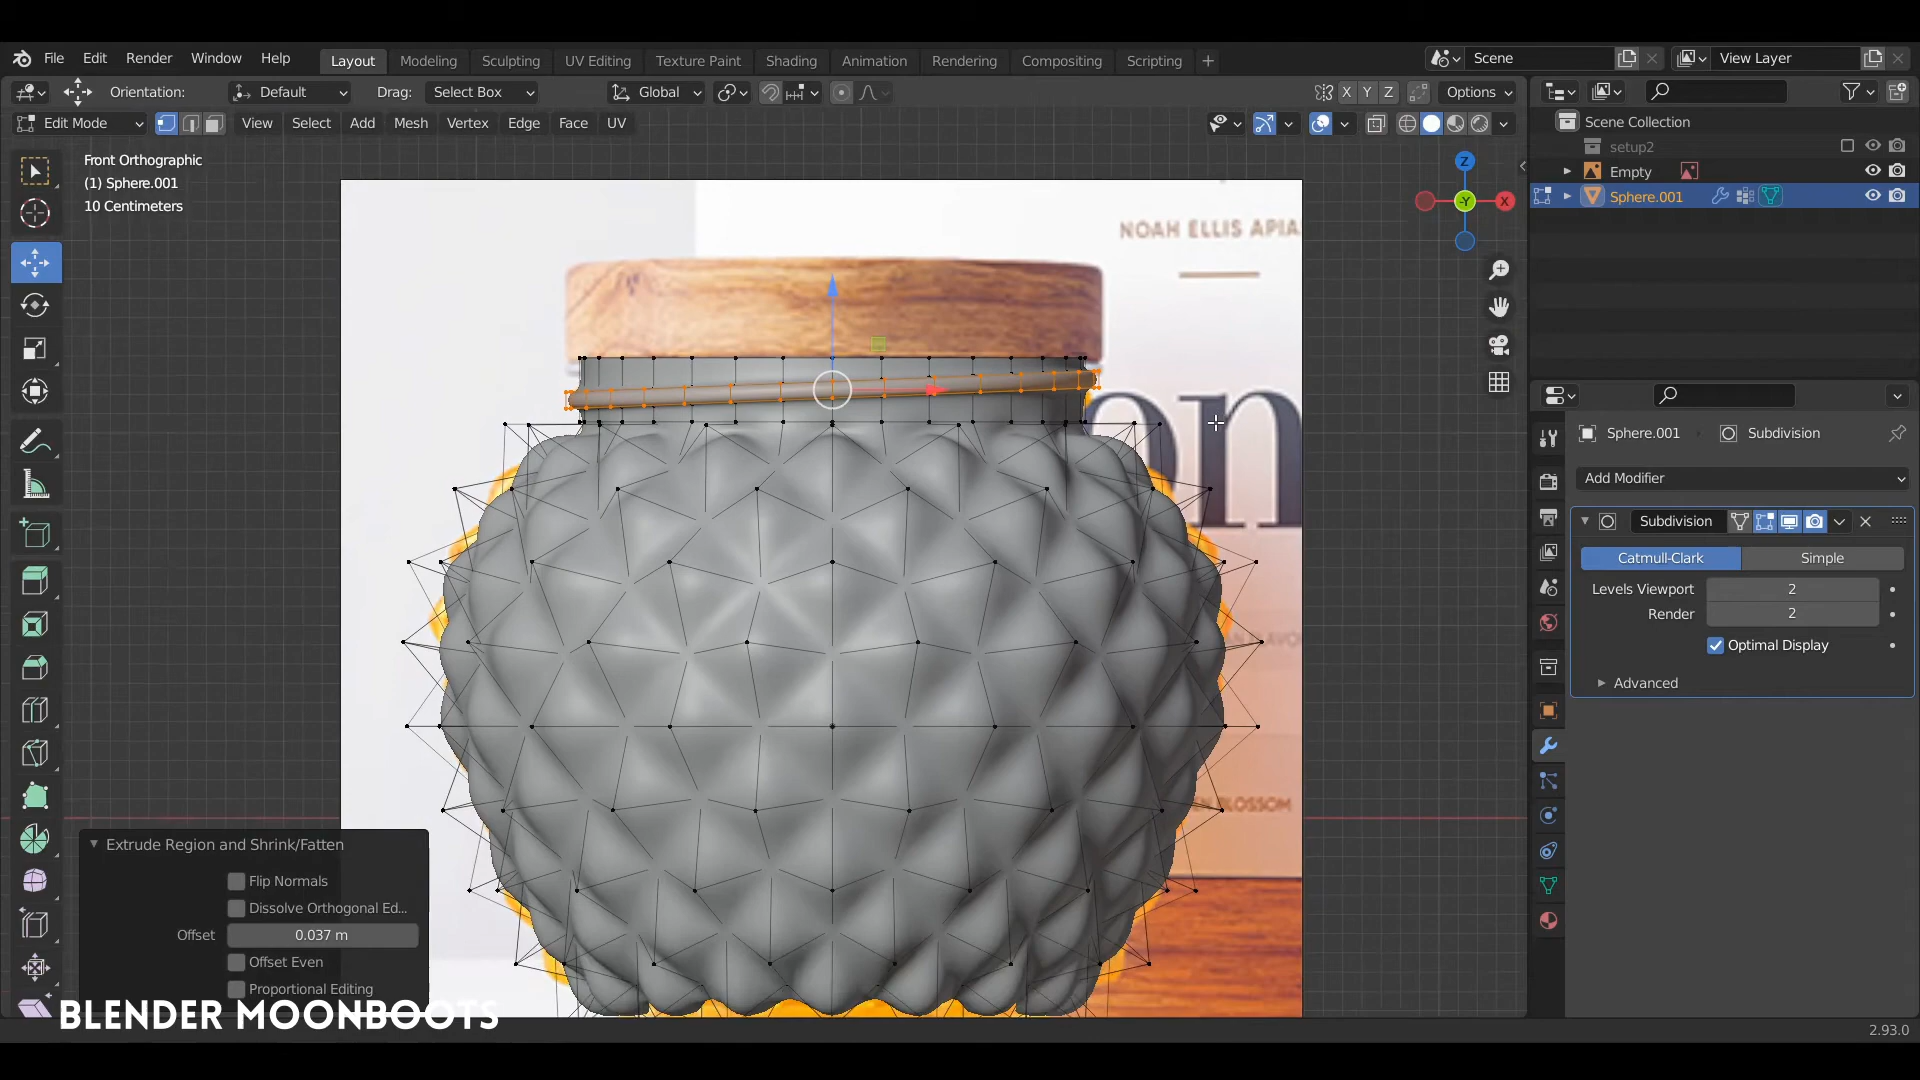 File Edit Render Window Help Layout Modeling Sculpting UV Editing Texture Paint Shading Animation Rendering Compositing Scripting + Scene View Layer
Orientation: Default Drag: Select Box Global X Y Z Options
Edit Mode View Select Add Mesh Vertex Edge Face UV
Scene Collection
setup2
Empty
Sphere.001
Front Orthographic
(1) Sphere.001
10 Centimeters
Z
-Y
X
NOAH ELLIS APIA
on
BLOSSOM
Sphere.001 Subdivision
Add Modifier
Subdivision
Catmull-Clark Simple
Levels Viewport 2
Render 2
Optimal Display
Advanced
Extrude Region and Shrink/Fatten
Flip Normals
Dissolve Orthogonal Ed...
Offset 0.037 m
Offset Even
Proportional Editing
BLENDER MOONBOOTS
2.93.0